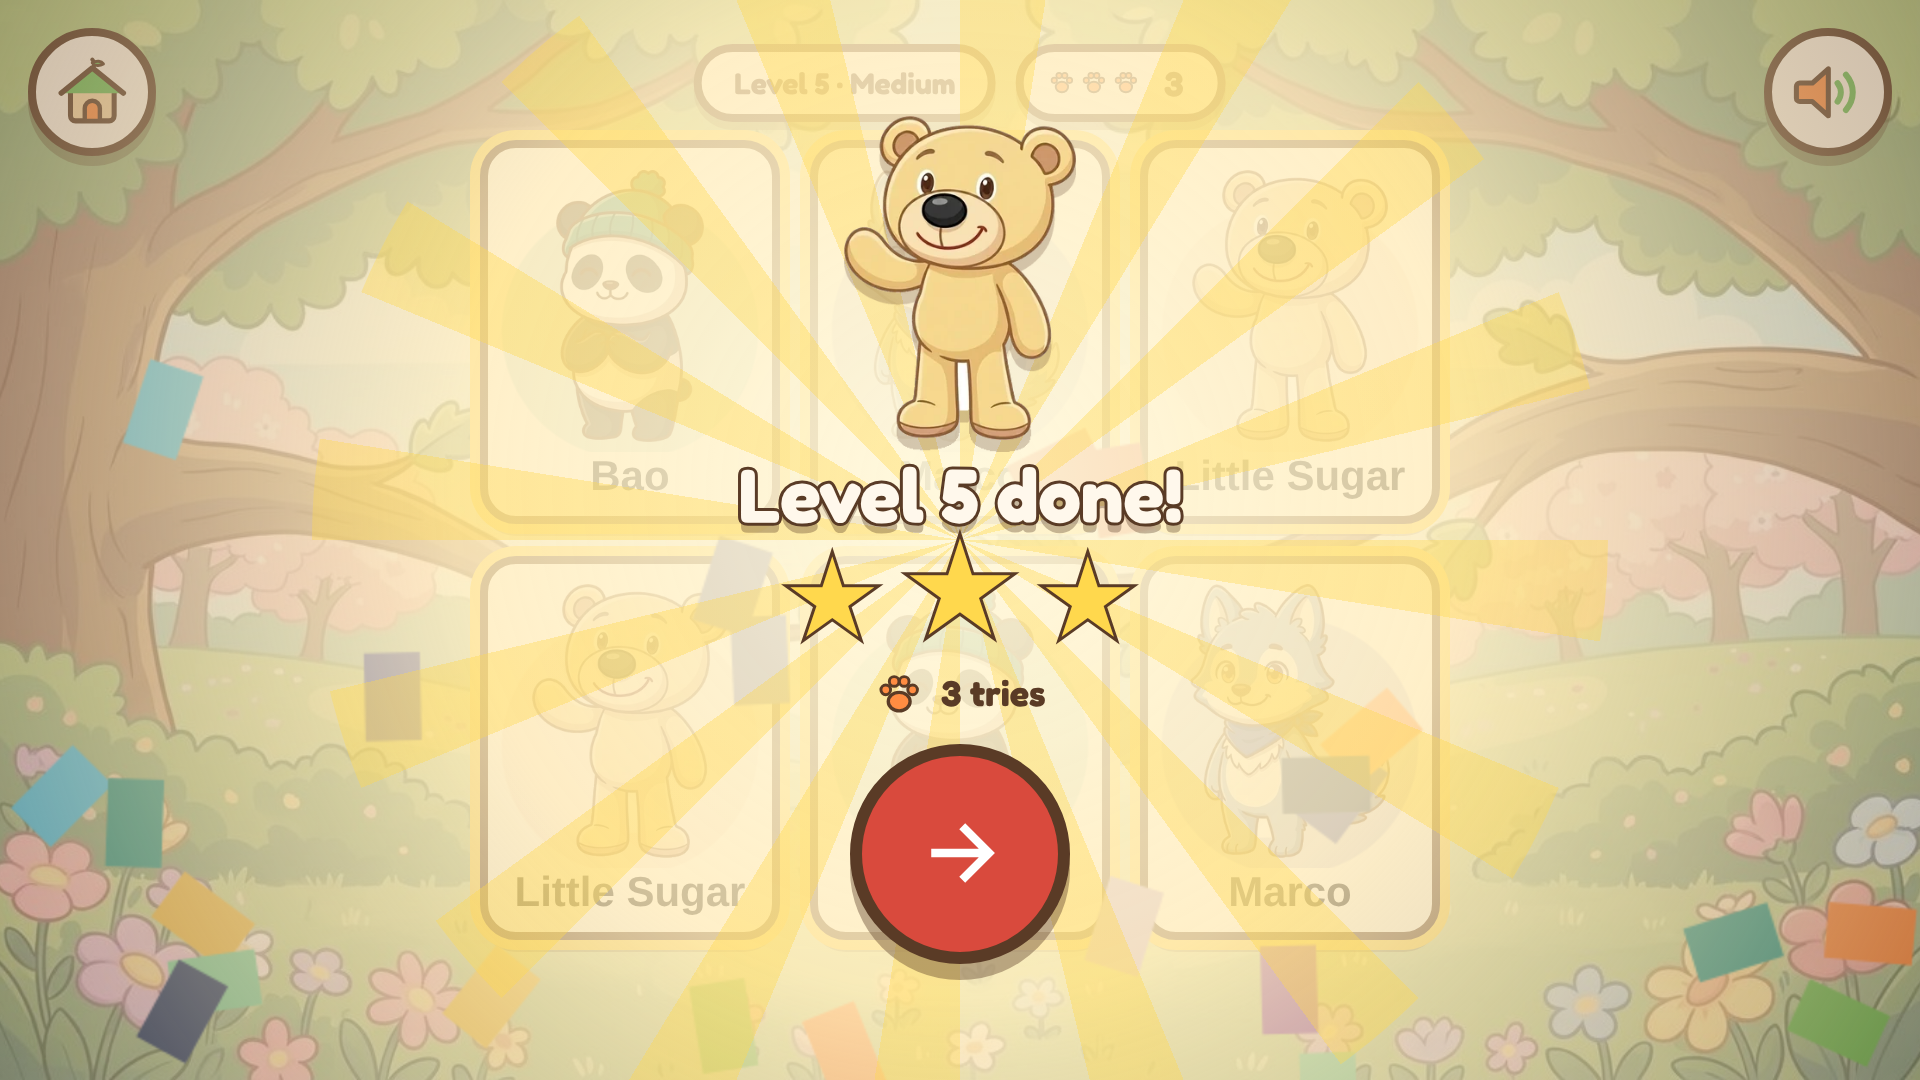 Level 5 · Medium
3
Bao
Little Sugar
Level 5 done!
3 tries
Little Sugar
Marco